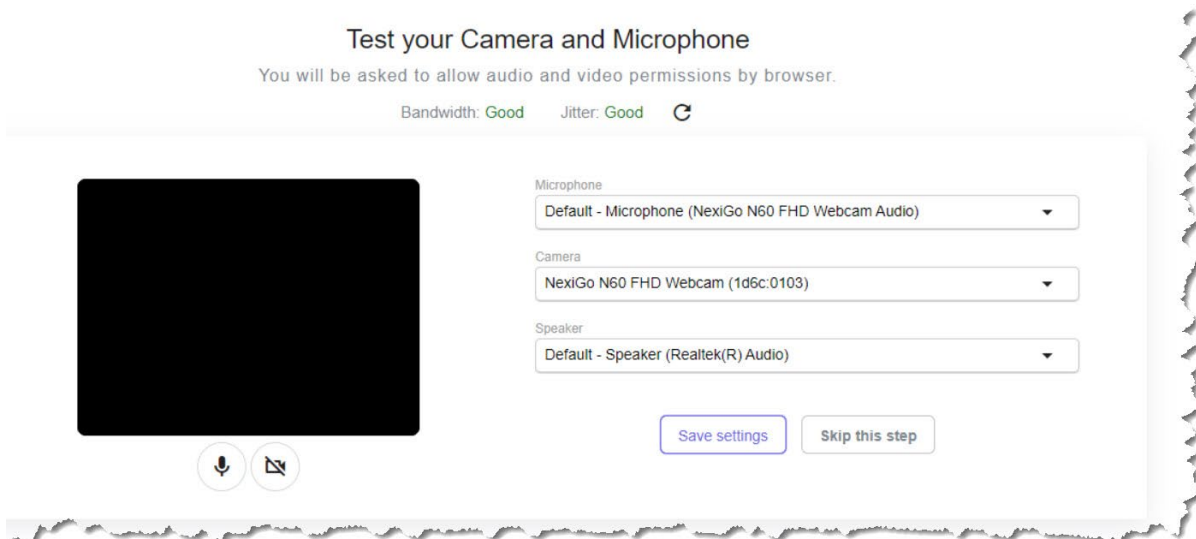 Test your Camera and Microphone
You will be asked to allow audio and video permissions by browser.
Bandwidth: Good Jitter: Good
Microphone
Default - Microphone (NexiGo N60 FHD Webcam Audio)
Camera
NexiGo N60 FHD Webcam (1d6c:0103)
Speaker
Default - Speaker (Realtek(R) Audio)
Save settings Skip this step